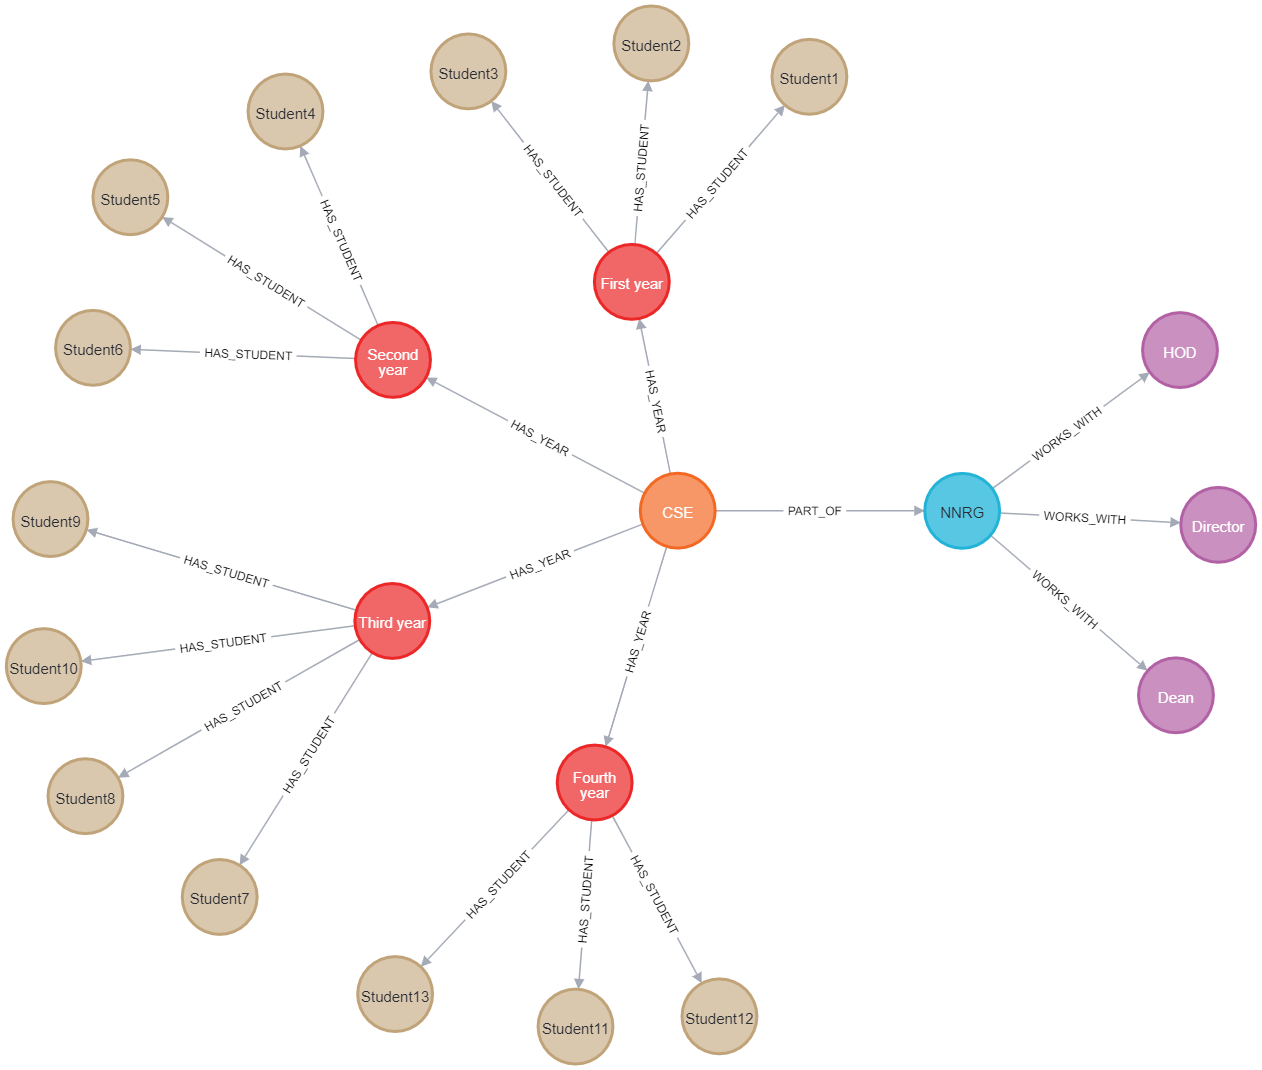 Student2
Student3
Student1
Student4
HAS_STUDENT
HAS_STUDENT
HAS_STUDENT
Student5
HAS_STUDENT
HAS_STUDENT
First year
Student6
HAS_STUDENT
Second
year
HOD
HAS_YEAR
HAS_YEAR
WORKS_WITH
CSE
PART_OF
NNRG
WORKS_WITH
Director
Student9
HAS_STUDENT
HAS_YEAR
WORKS_WITH
Third year
HAS_STUDENT
Student10
HAS_YEAR
HAS_STUDENT
Dean
HAS_STUDENT
Fourth
year
Student8
HAS_STUDENT
HAS_STUDENT
HAS_STUDENT
Student7
Student13
Student11
Student12